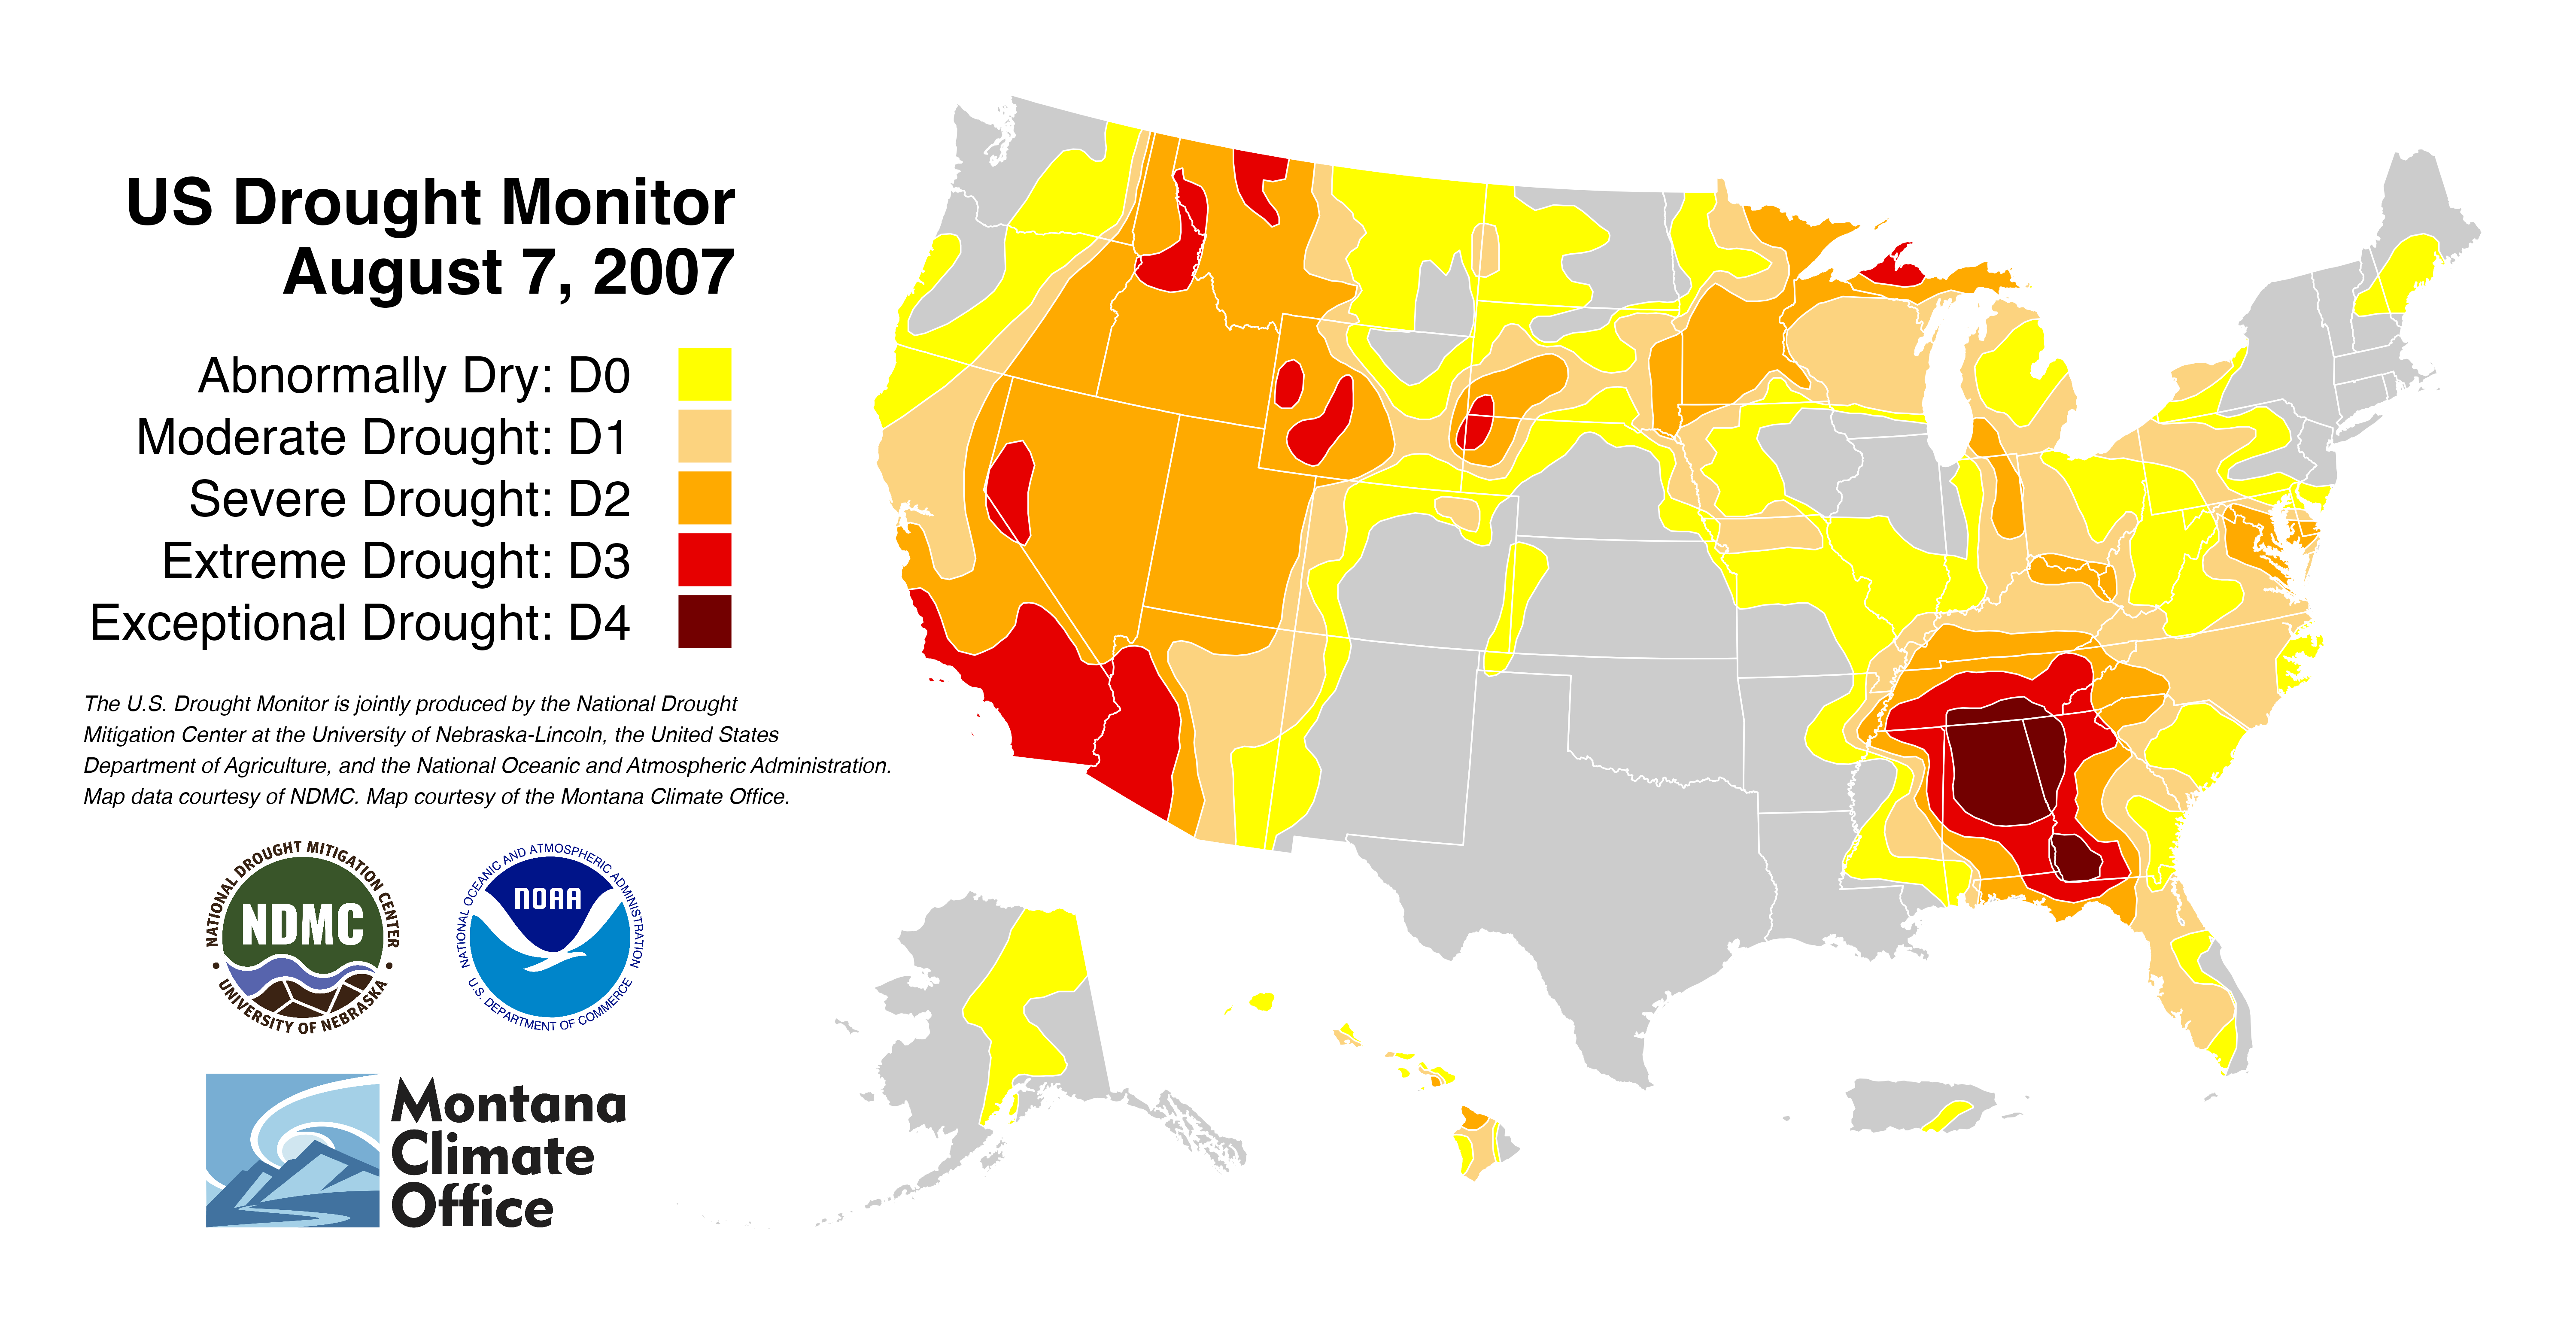 US Drought Monitor
August 7, 2007
Abnormally Dry: D0
Moderate Drought: D1
Severe Drought: D2
Extreme Drought: D3
Exceptional Drought: D4
The U.S. Drought Monitor is jointly produced by the National Drought
Mitigation Center at the University of Nebraska-Lincoln, the United States
Department of Agriculture, and the National Oceanic and Atmospheric Administration.
Map data courtesy of NDMC. Map courtesy of the Montana Climate Office.
NATIONAL DROUGHT MITIGATION CENTER
NDMC
• UNIVERSITY OF NEBRASKA •
NATIONAL OCEANIC AND ATMOSPHERIC ADMINISTRATION
NOAA
U.S. DEPARTMENT OF COMMERCE
Montana
Climate
Office